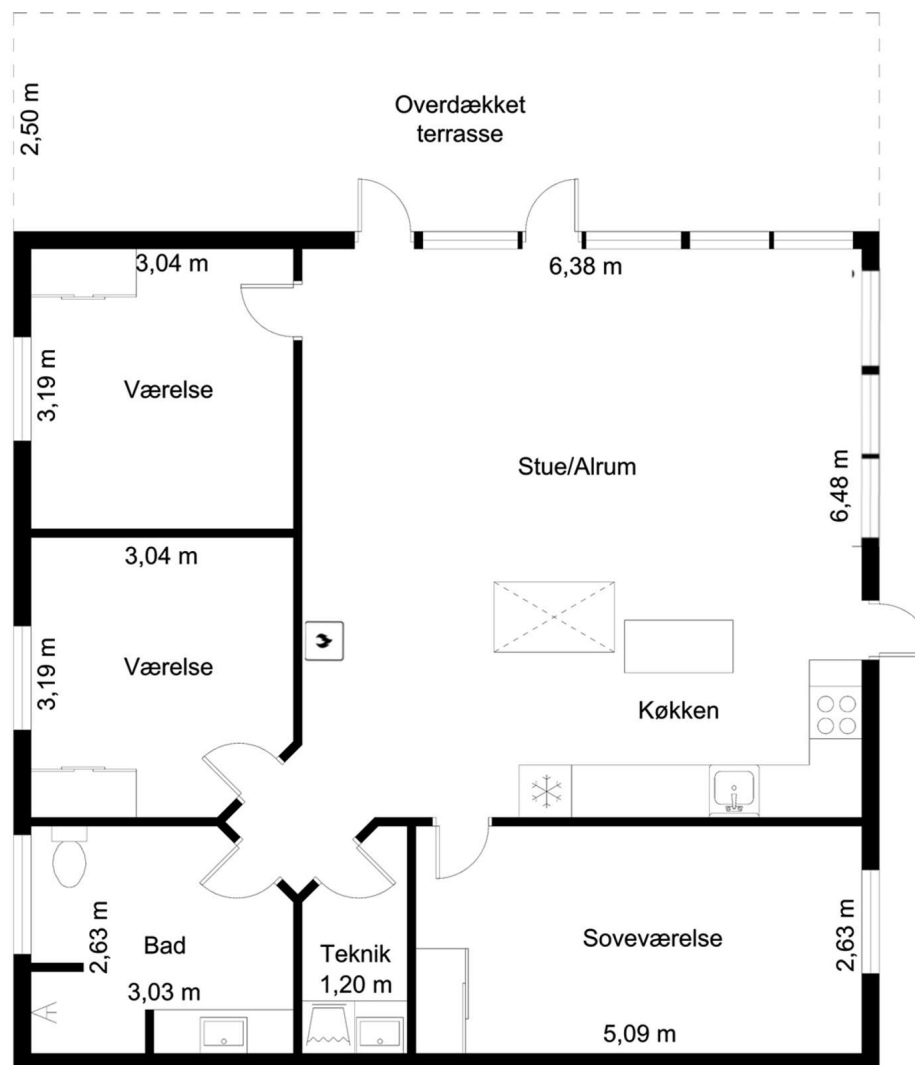 Overdækket
terrasse
2,50 m
3,04 m
6,38 m
3,19 m
Værelse
Stue/Alrum
6,48 m
3,04 m
3,19 m
Værelse
Køkken
Bad
2,63 m
3,03 m
Teknik
1,20 m
Soveværelse
2,63 m
5,09 m